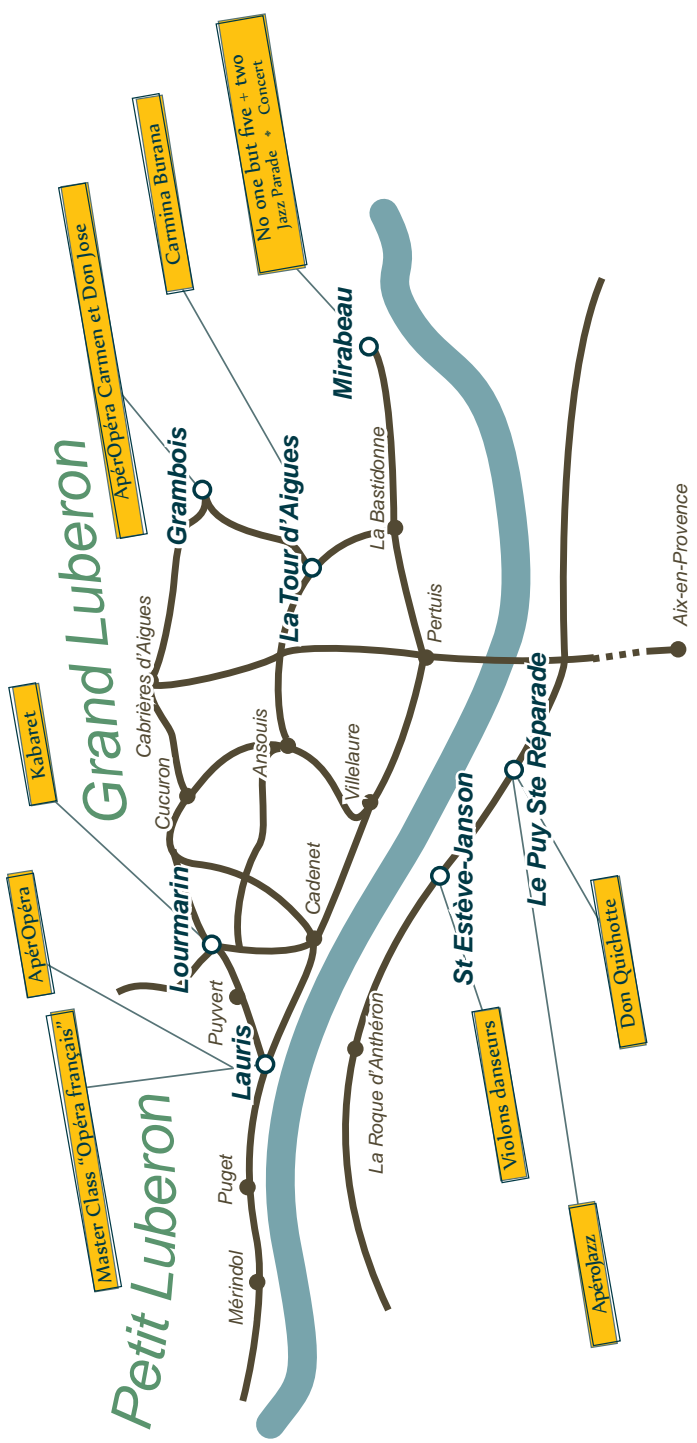 Master Class “Opéra français”
ApérOpéra
Kabaret
ApérOpéra Carmen et Don Jose
Carmina Burana
No one but five + two
Jazz Parade * Concert
Petit Luberon
Grand Luberon
Mérindol
Puget
Lauris
Puyvert
Lourmarin
Cadenet
Cucuron
Cabrières d’Aigues
Ansouis
Villelaure
Grambois
La Tour d’Aigues
La Bastidonne
Mirabeau
Pertuis
La Roque d’Anthéron
St Estève-Janson
Le Puy Ste Réparade
Aix-en-Provence
Violons danseurs
ApéroJazz
Don Quichotte